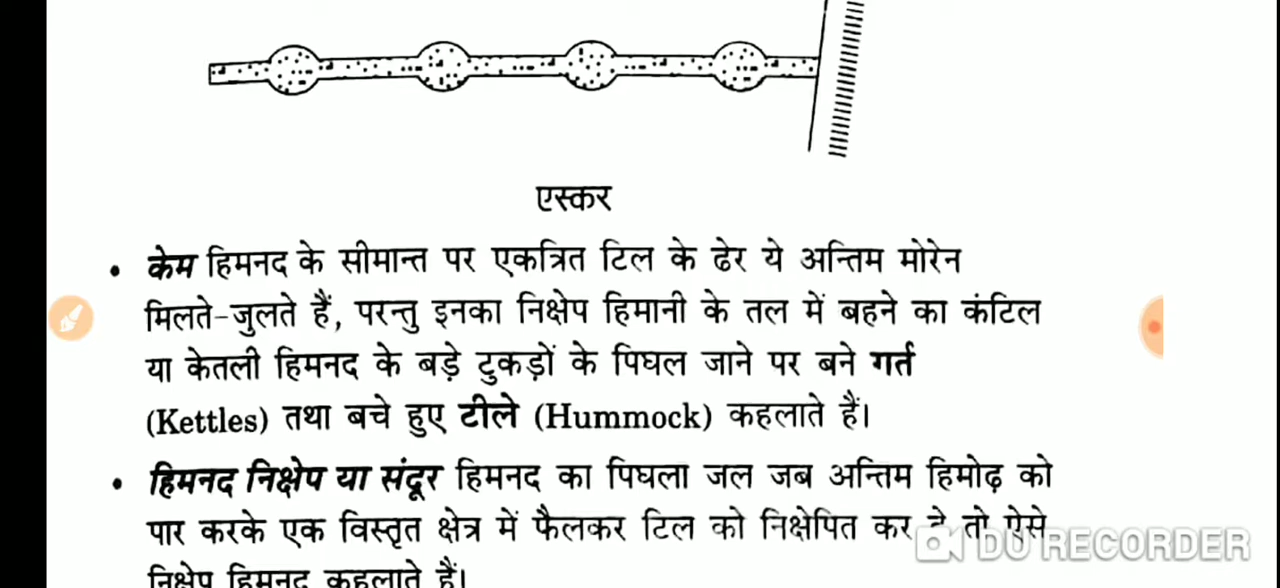 एस्कर
• केम हिमनद के सीमान्त पर एकत्रित टिल के ढेर ये अन्तिम मोरेन
मिलते-जुलते हैं, परन्तु इनका निक्षेप हिमानी के तल में बहने का कंटिल
या केतली हिमनद के बड़े टुकड़ों के पिघल जाने पर बने गर्त
(Kettles) तथा बचे हुए टीले (Hummock) कहलाते हैं।
• हिमनद निक्षेप या संदूर हिमनद का पिघला जल जब अन्तिम हिमोढ़ को
पार करके एक विस्तृत क्षेत्र में फैलकर टिल को निक्षेपित कर दे तो ऐसे
निक्षेप हिमनद कहलाते हैं।
DU RECORDER